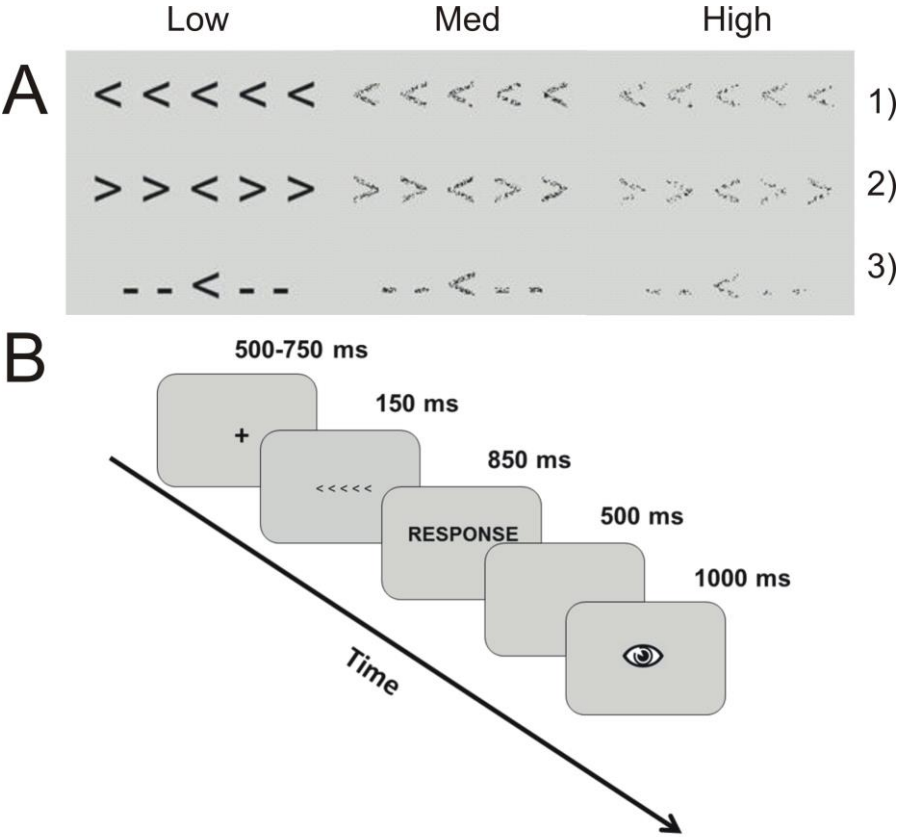 Low Med High
A
< < < < < < < < < < < < < < < 1)
> > < > > > > < > > > > < > > 2)
- - < - - - - < - - - - < - - 3)
B
500-750 ms
+
150 ms
< < < < <
850 ms
RESPONSE
500 ms
1000 ms
Time